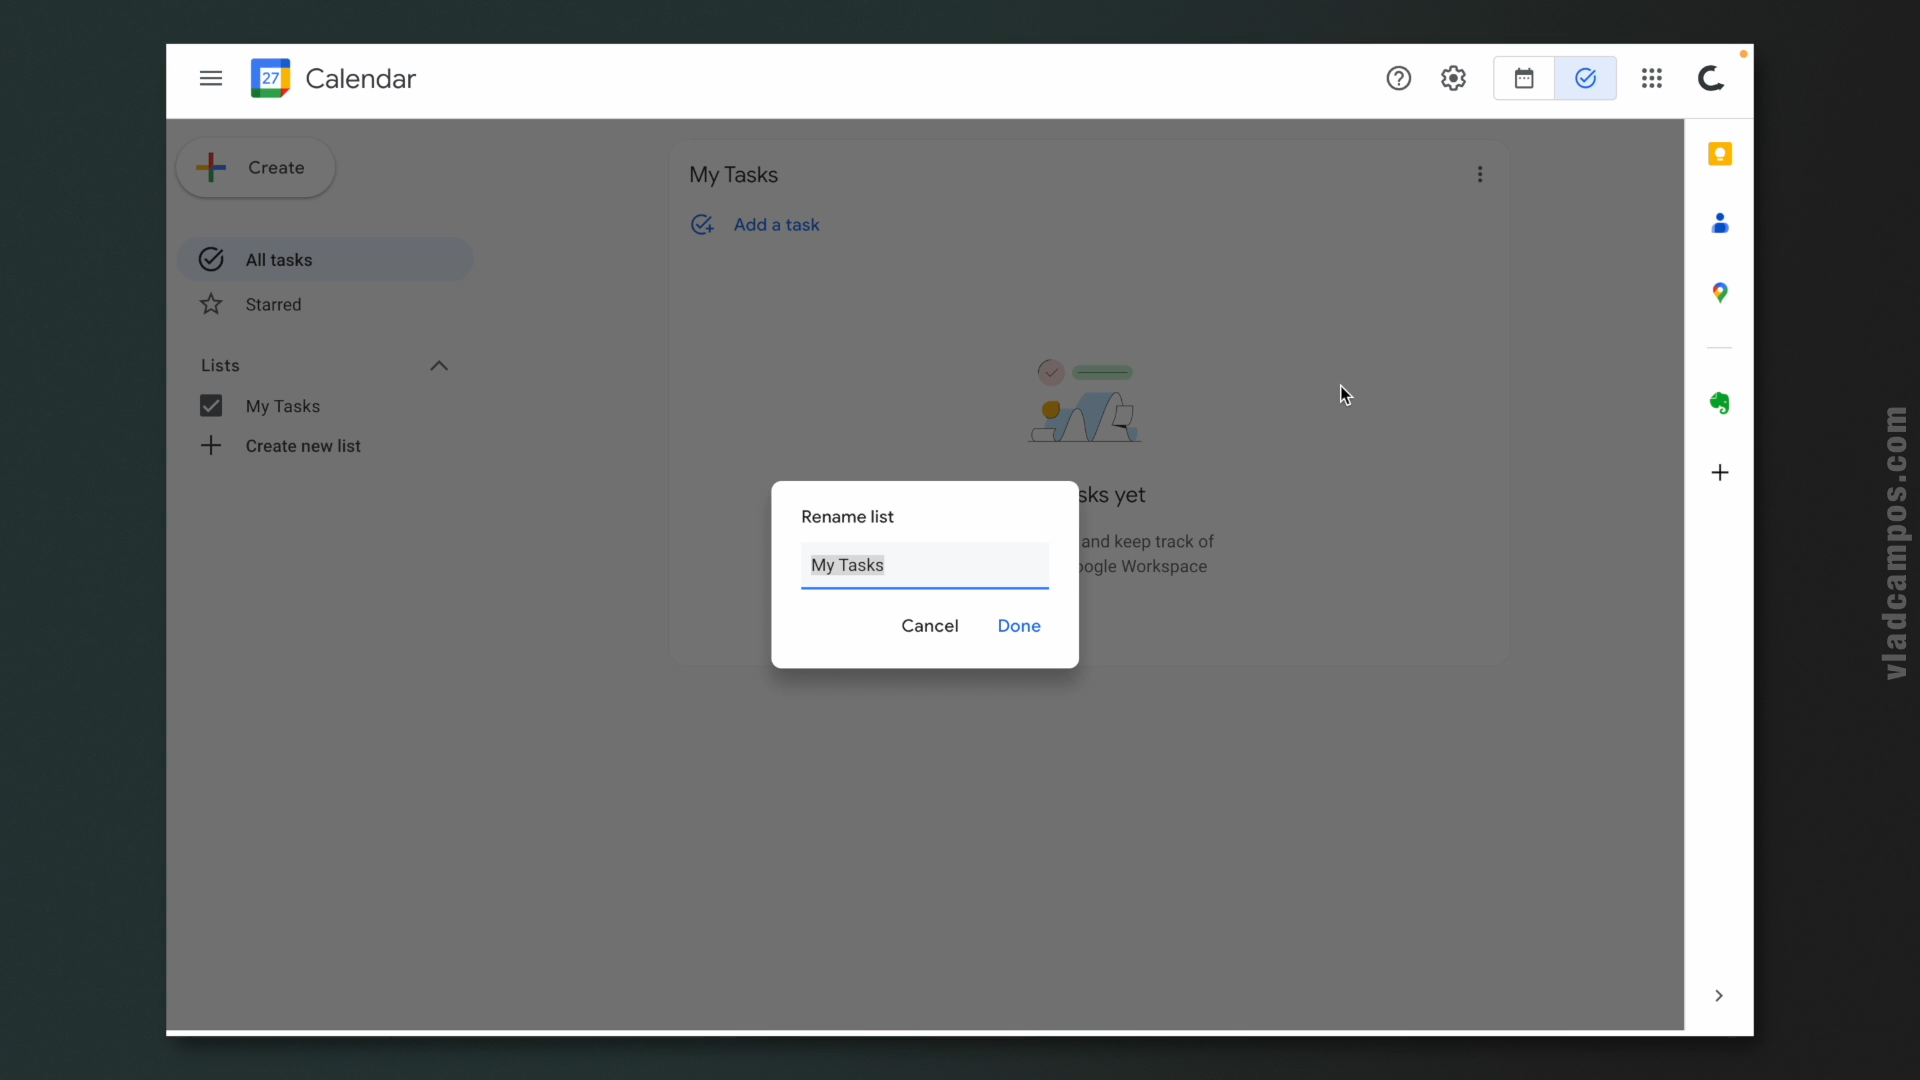 27 Calendar
Create
My Tasks
Add a task
All tasks
Starred
Lists
My Tasks
Create new list
sks yet
and keep track of
oogle Workspace
Rename list
My Tasks
Cancel Done
vladcampos.com